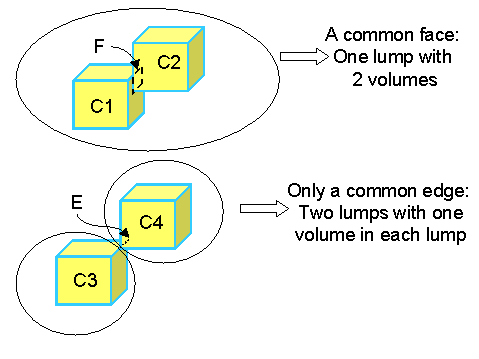 F
C2
C1
A common face:
One lump with
2 volumes
E
C4
C3
Only a common edge:
Two lumps with one
volume in each lump